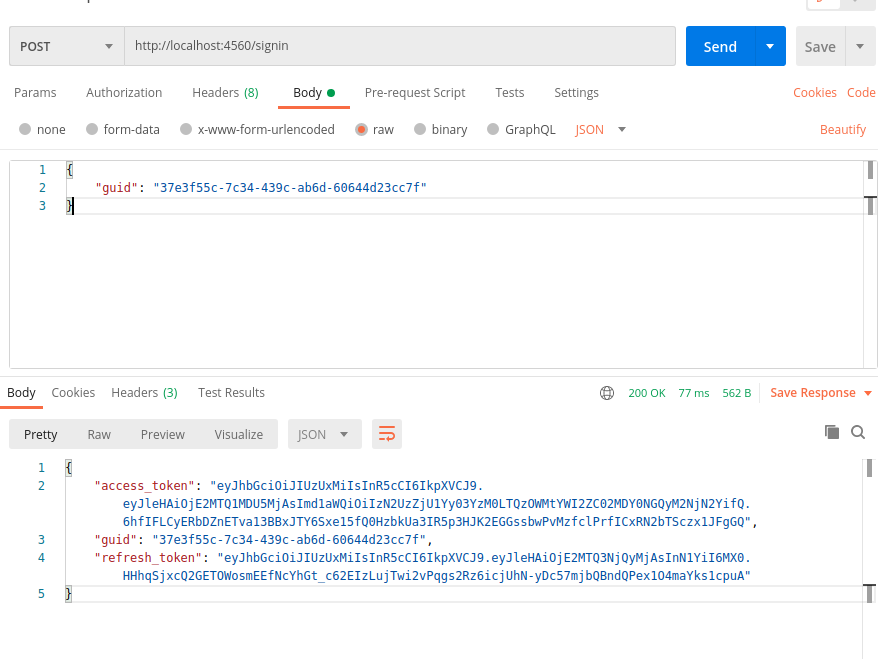 POST http://localhost:4560/signin Send Save
Params Authorization Headers (8) Body Pre-request Script Tests Settings Cookies Code
none form-data x-www-form-urlencoded raw binary GraphQL JSON Beautify
1 {
2 "guid": "37e3f55c-7c34-439c-ab6d-60644d23cc7f"
3 }
Body Cookies Headers (3) Test Results 200 OK 77 ms 562 B Save Response
Pretty Raw Preview Visualize JSON
1 {
2 "access_token": "eyJhbGciOiJIUzUxMiIsInR5cCI6IkpXVCJ9.
eyJleHAiOjE2MTQ1MDU5MjAsImd1aWQiOiIzN2UzZjU1Yy03YzM0LTQzOWMtYWI2ZC02MDY0NGQyM2NjN2YifQ.
6hfIFLCyERbDZnETva13BBxJTY6Sxe15fQ0HzbkUa3IR5p3HJK2EGGssbwPvMzfclPrfICxRN2bTSczx1JFgGQ",
3 "guid": "37e3f55c-7c34-439c-ab6d-60644d23cc7f",
4 "refresh_token": "eyJhbGciOiJIUzUxMiIsInR5cCI6IkpXVCJ9.eyJleHAiOjE2MTQ3NjQyMjAsInN1YiI6MX0.
HHhqSjxcQ2GETOWosmEEfNcYhGt_c62EIzLujTwi2vPqgs2Rz6icjUhN-yDc57mjbQBndQPex1O4maYks1cpuA"
5 }